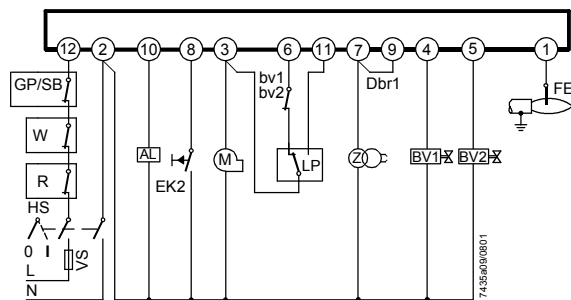 12 2 10 8 3 6 11 7 9 4 5 1
GP/SB
bv1
bv2
Dbr1
FE
W
AL
M
LP
Z
BV1
BV2
R
EK2
HS
0 I
VS
L
N
7435a09/0801